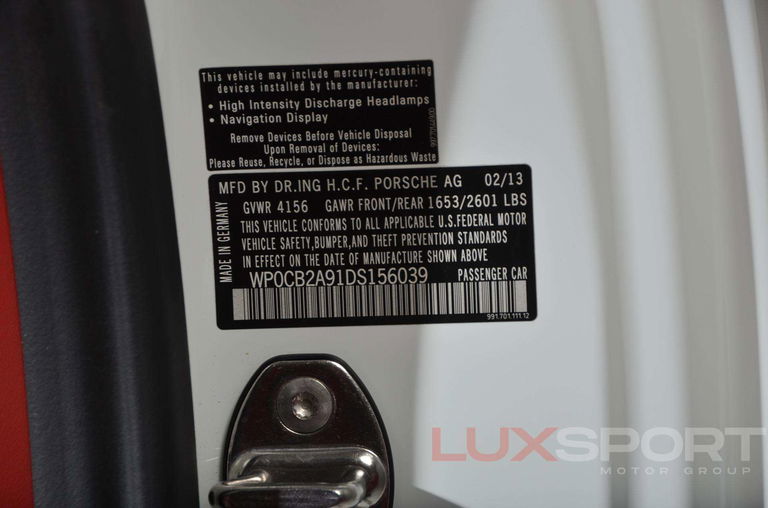 This vehicle may include mercury-containing
devices installed by the manufacturer:
• High Intensity Discharge Headlamps
• Navigation Display
Remove Devices Before Vehicle Disposal
Upon Removal of Devices:
Please Reuse, Recycle, or Dispose as Hazardous Waste
MFD BY DR.ING H.C.F. PORSCHE AG 02/13
GVWR 4156 GAWR FRONT/REAR 1653/2601 LBS
THIS VEHICLE CONFORMS TO ALL APPLICABLE U.S.FEDERAL MOTOR
VEHICLE SAFETY,BUMPER,AND THEFT PREVENTION STANDARDS
IN EFFECT ON THE DATE OF MANUFACTURE SHOWN ABOVE.
WP0CB2A91DS156039 PASSENGER CAR
MADE IN GERMANY
991.701.111.12
LUXSPORT
MOTOR GROUP